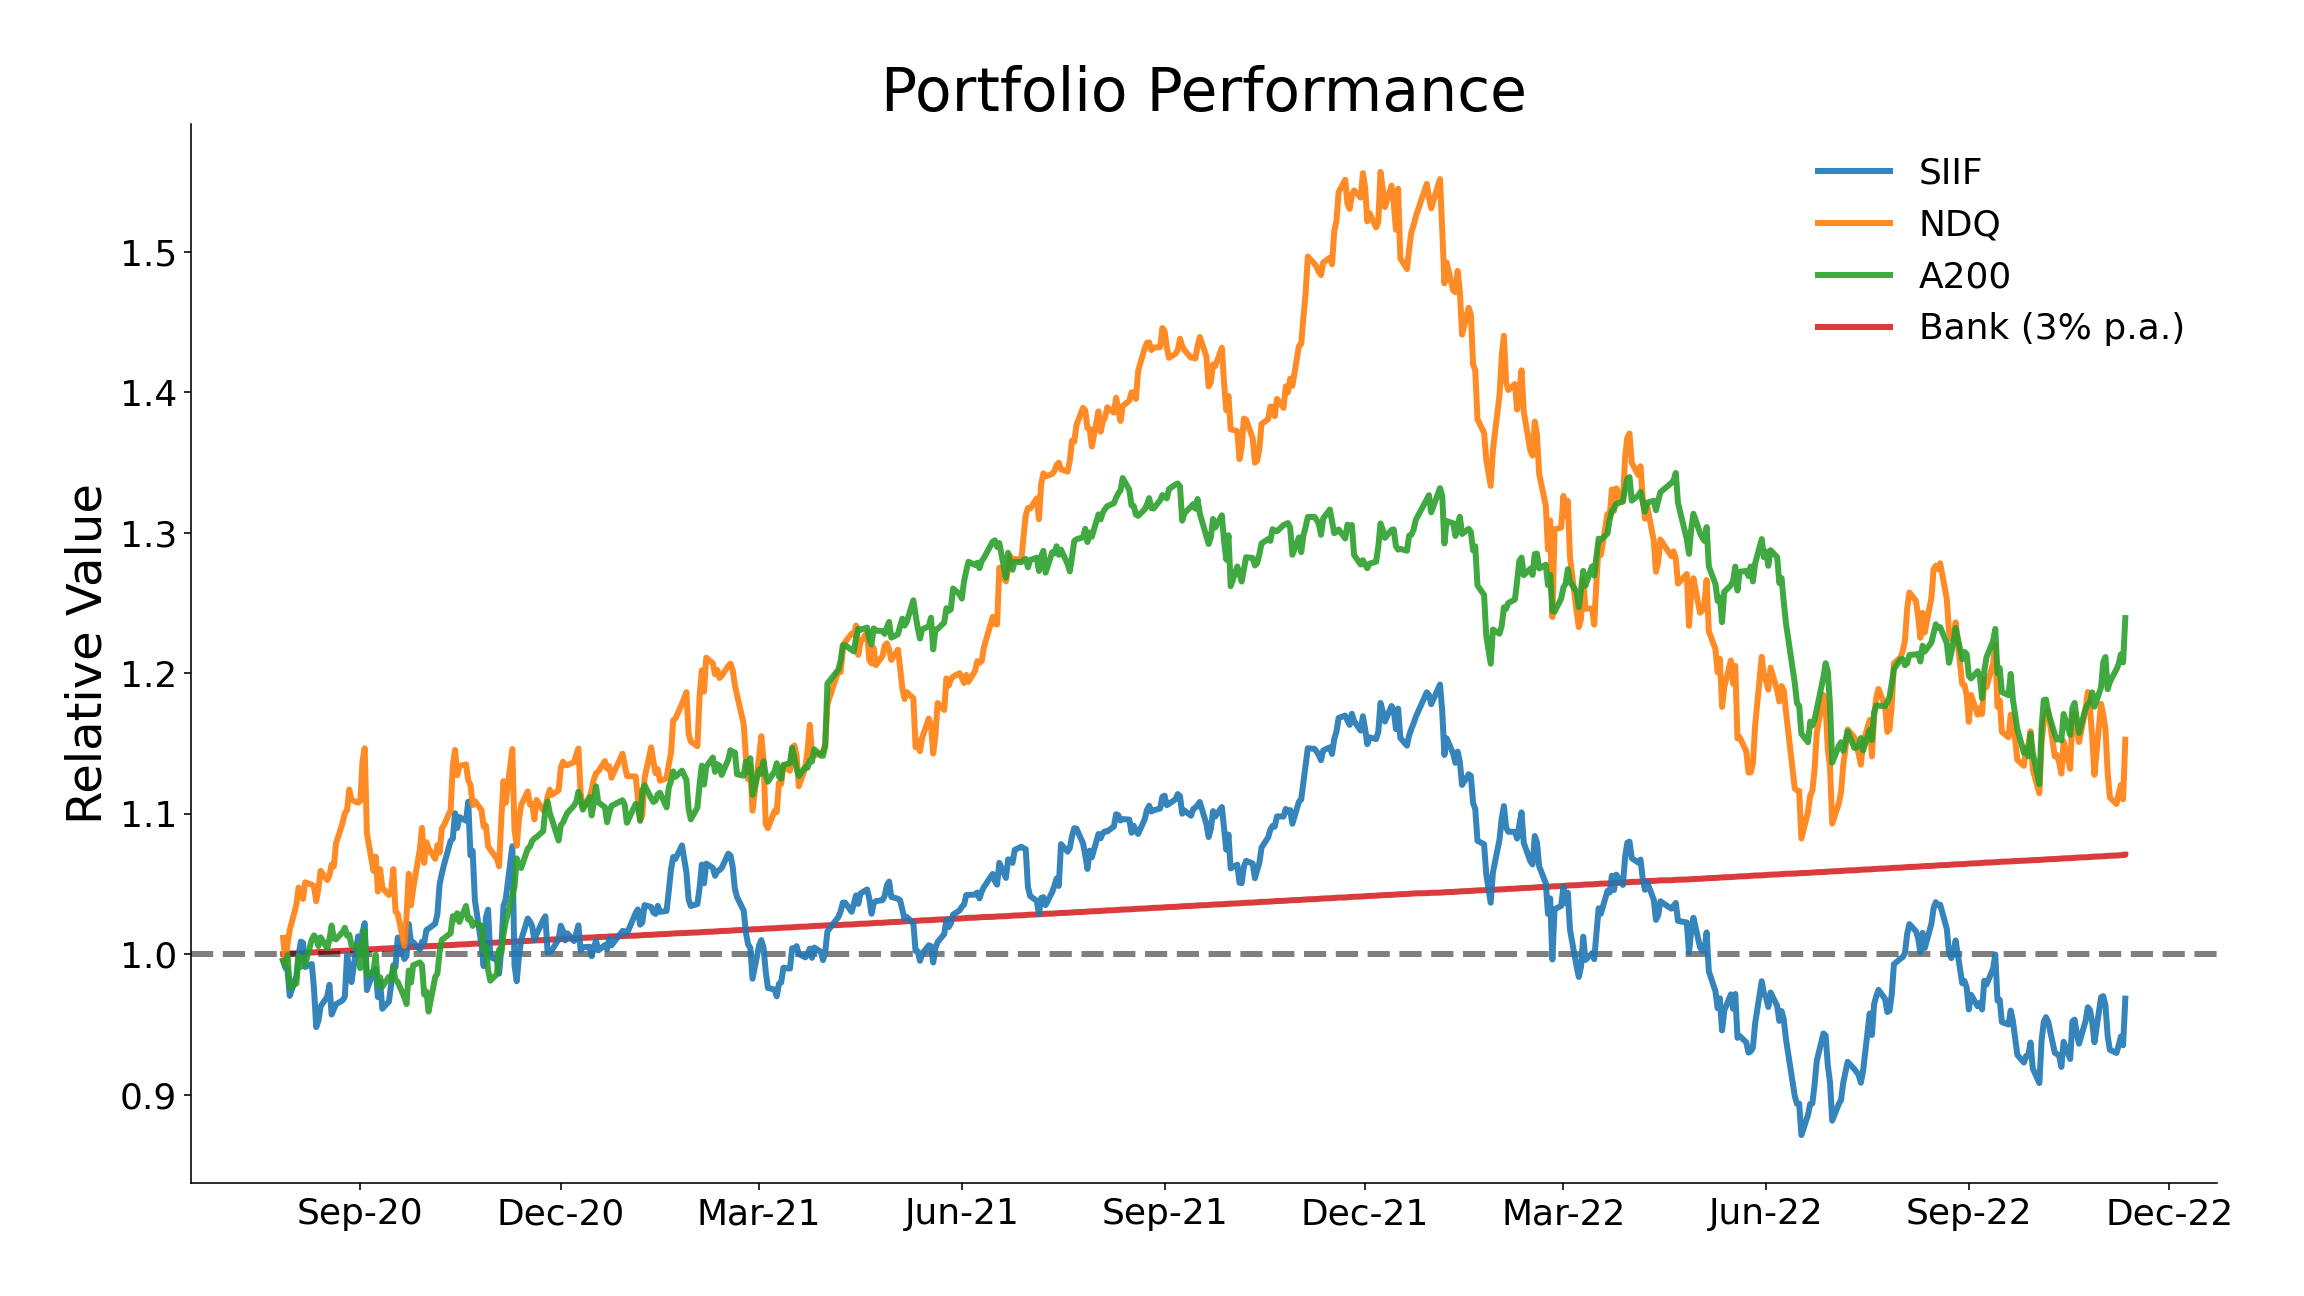 Portfolio Performance
SIIF
NDQ
A200
Bank (3% p.a.)
Relative Value
1.5
1.4
1.3
1.2
1.1
1.0
0.9
Sep-20 Dec-20 Mar-21 Jun-21 Sep-21 Dec-21 Mar-22 Jun-22 Sep-22 Dec-22